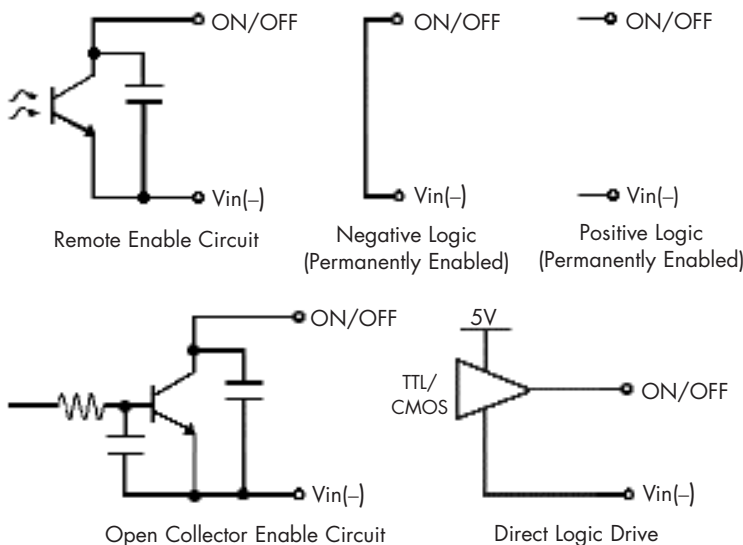 ON/OFF
Vin(–)
Remote Enable Circuit
ON/OFF
Vin(–)
Negative Logic
(Permanently Enabled)
ON/OFF
Vin(–)
Positive Logic
(Permanently Enabled)
ON/OFF
Vin(–)
Open Collector Enable Circuit
5V
TTL/
CMOS
ON/OFF
Vin(–)
Direct Logic Drive